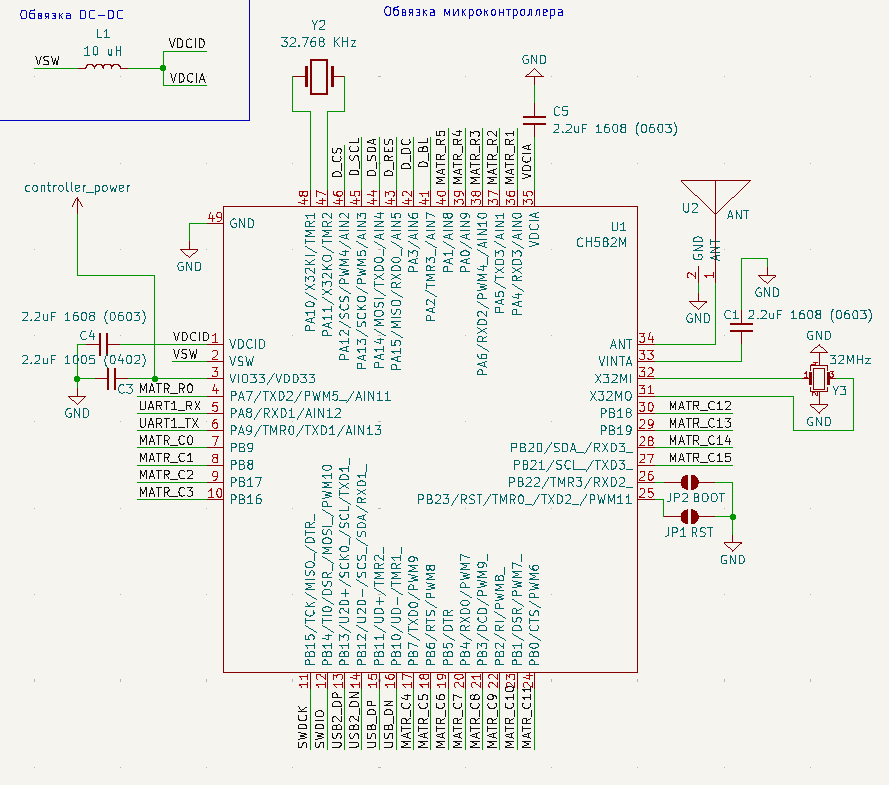 Обвязка DC-DC
L1
10 uH
VSW
VDCID
VDCIA
Обвязка микроконтроллера
Y2
32.768 KHz
GND
C5
2.2uF 1608 (0603)
D_CS
D_SCL
D_SDA
D_RES
D_DC
D_BL
MATR_R5
MATR_R4
MATR_R3
MATR_R2
MATR_R1
VDCIA
48
47
46
45
44
43
42
41
40
39
38
37
36
35
PA10/X32KI/TMR1
PA11/X32KO/TMR2
PA12/SCS/PWM4/AIN2
PA13/SCK0/PWM5/AIN3
PA14/MOSI/TXD0_/AIN4
PA15/MISO/RXD0_/AIN5
PA3/AIN6
PA2/TMR3_/AIN7
PA1/AIN8
PA0/AIN9
PA6/RXD2/PWM4_/AIN10
PA5/TXD3/AIN1
PA4/RXD3/AIN0
VDCIA
U1
CH582M
controller_power
49 GND
GND
2.2uF 1608 (0603)
C4
2.2uF 1005 (0402)
C3
GND
VDCID 1 VDCID
VSW 2 VSW
3 VIO33/VDD33
MATR_R0 4 PA7/TXD2/PWM5_/AIN11
UART1_RX 5 PA8/RXD1/AIN12
UART1_TX 6 PA9/TMR0/TXD1/AIN13
MATR_C0 7 PB9
MATR_C1 8 PB8
MATR_C2 9 PB17
MATR_C3 10 PB16
U2
ANT
GND
ANT
2
1
GND
GND
C1
2.2uF 1608 (0603)
GND
32MHz
Y3
1
3
GND
ANT 34
VINTA 33
X32MI 32
X32MO 31
PB18 30 MATR_C12
PB19 29 MATR_C13
PB20/SDA_/RXD3_ 28 MATR_C14
PB21/SCL_/TXD3_ 27 MATR_C15
PB22/TMR3/RXD2_ 26
PB23/RST/TMR0_/TXD2_/PWM11 25
JP2 BOOT
JP1 RST
GND
PB15/TCK/MISO_/DTR_
PB14/TIO/DSR_/MOSI_/PWM10
PB13/U2D+/SCK0_/SCL/TXD1_
PB12/U2D-/SCS_/SDA/RXD1_
PB11/UD+/TMR2_
PB10/UD-/TMR1_
PB7/TXD0/PWM9
PB6/RTS/PWM8
PB5/DTR
PB4/RXD0/PWM7
PB3/DCD/PWM9_
PB2/RI/PWM8_
PB1/DSR/PWM7_
PB0/CTS/PWM6
11
12
13
14
15
16
17
18
19
20
21
22
23
24
SWDCK
SWDIO
USB2_DP
USB2_DN
USB_DP
USB_DN
MATR_C4
MATR_C5
MATR_C6
MATR_C7
MATR_C8
MATR_C9
MATR_C10
MATR_C11